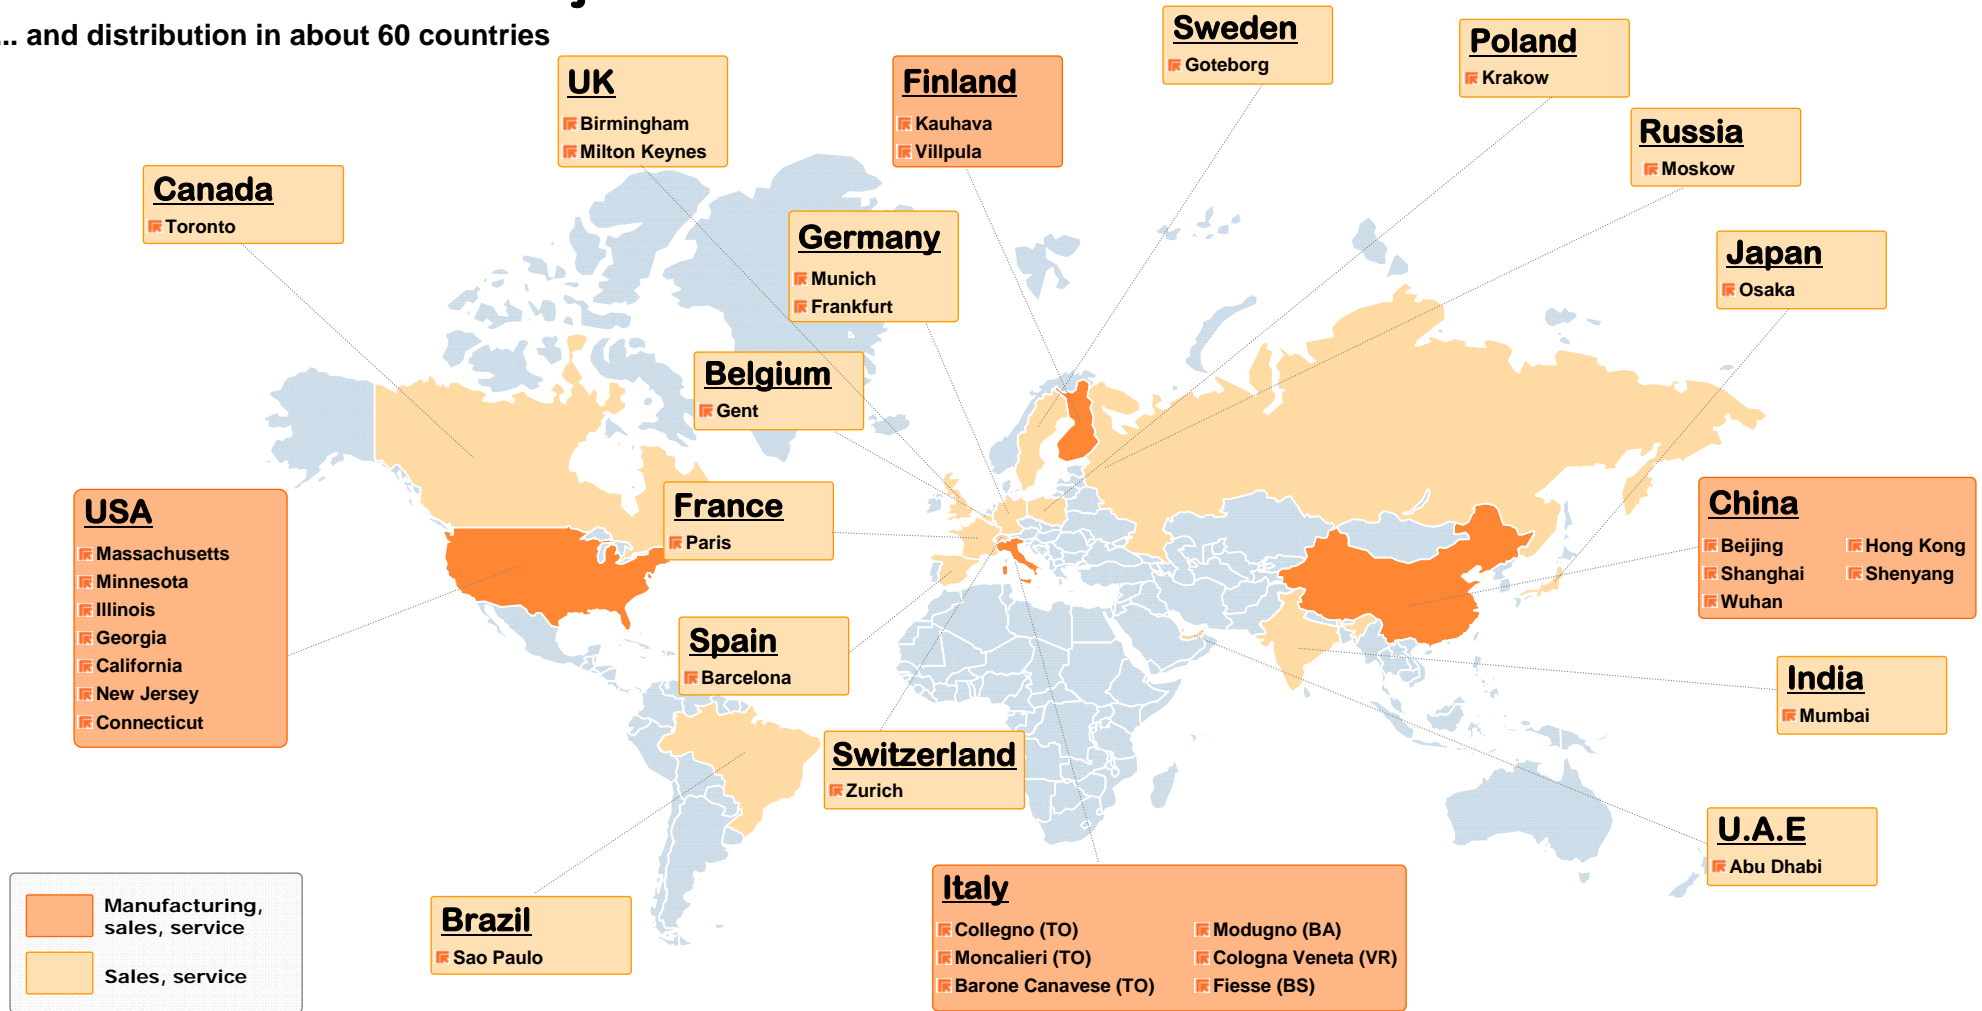 ... and distribution in about 60 countries
Sweden
Goteborg
Poland
Krakow
UK
Birmingham
Milton Keynes
Finland
Kauhava
Villpula
Russia
Moskow
Canada
Toronto
Germany
Munich
Frankfurt
Japan
Osaka
Belgium
Gent
USA
Massachusetts
Minnesota
Illinois
Georgia
California
New Jersey
Connecticut
France
Paris
China
Beijing
Hong Kong
Shanghai
Shenyang
Wuhan
Spain
Barcelona
India
Mumbai
Switzerland
Zurich
U.A.E
Abu Dhabi
Brazil
Sao Paulo
Italy
Collegno (TO)
Modugno (BA)
Moncalieri (TO)
Cologna Veneta (VR)
Barone Canavese (TO)
Fiesse (BS)
Manufacturing,
sales, service
Sales, service